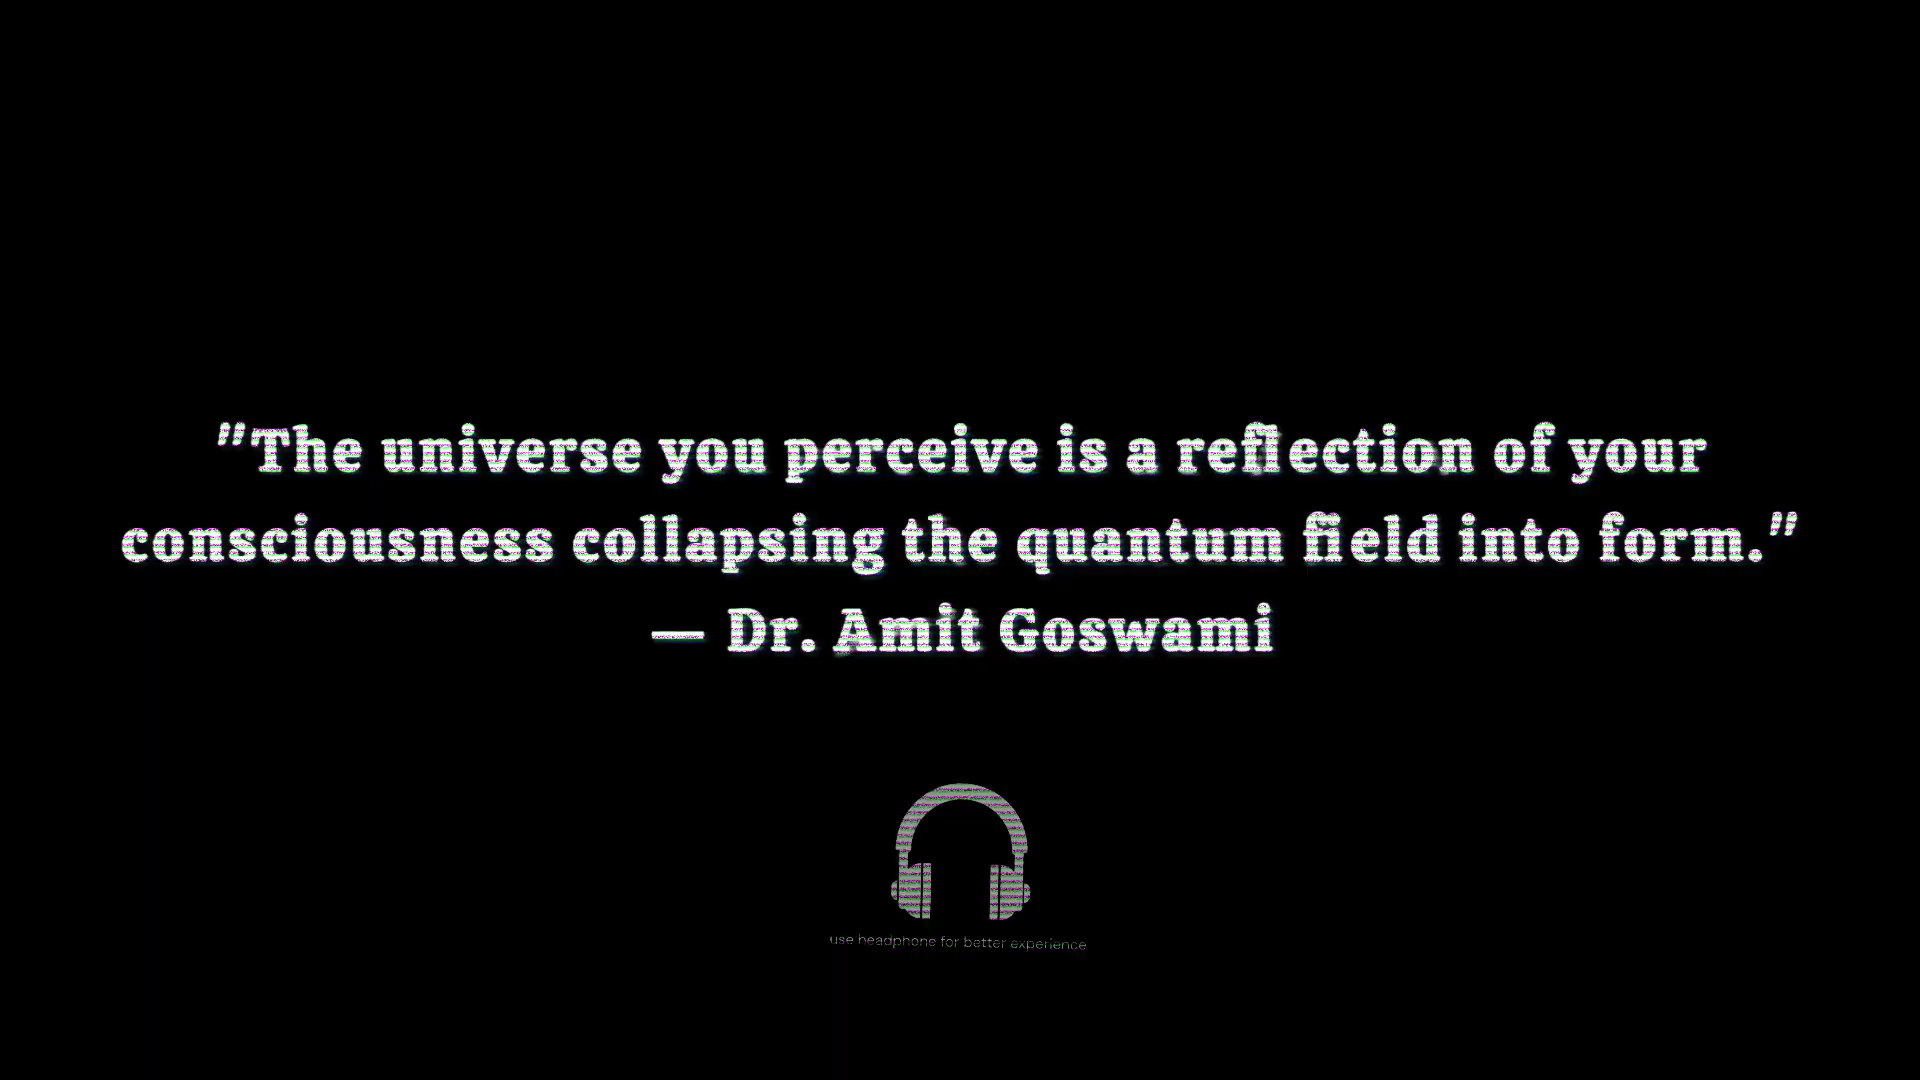 "The universe you perceive is a reflection of your
consciousness collapsing the quantum field into form."
— Dr. Amit Goswami
use headphone for better experience